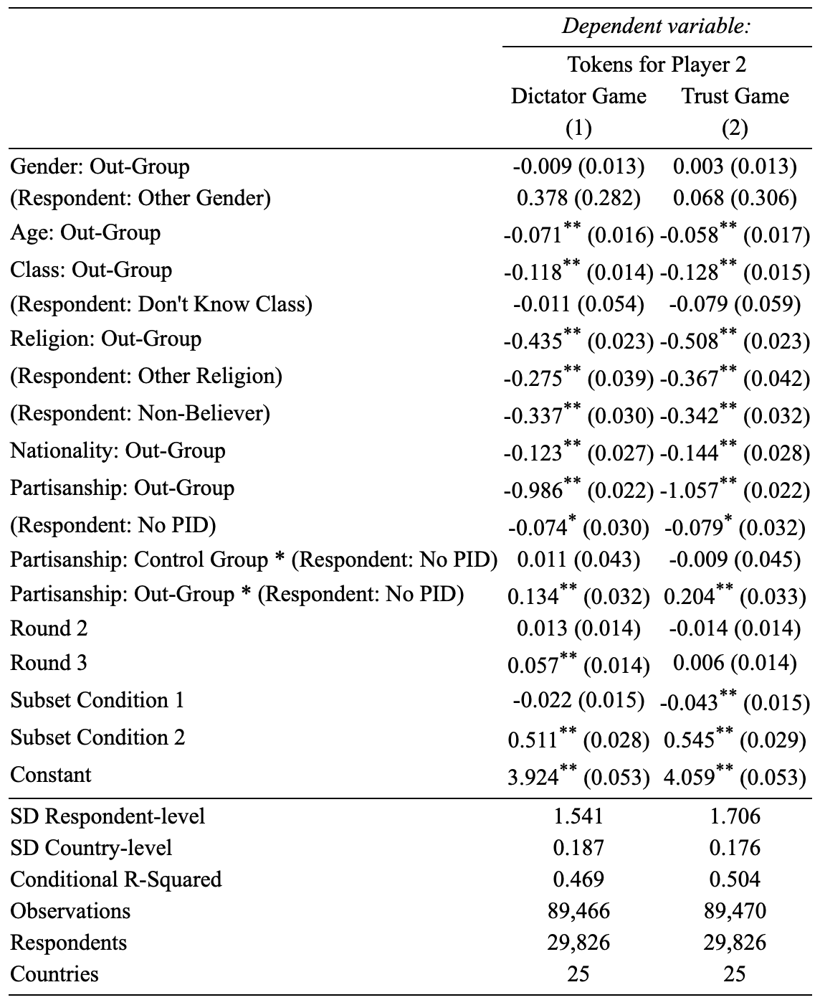 Dependent variable:
Tokens for Player 2
Dictator Game Trust Game
(1) (2)
Gender: Out-Group -0.009 (0.013) 0.003 (0.013)
(Respondent: Other Gender) 0.378 (0.282) 0.068 (0.306)
Age: Out-Group -0.071** (0.016) -0.058** (0.017)
Class: Out-Group -0.118** (0.014) -0.128** (0.015)
(Respondent: Don't Know Class) -0.011 (0.054) -0.079 (0.059)
Religion: Out-Group -0.435** (0.023) -0.508** (0.023)
(Respondent: Other Religion) -0.275** (0.039) -0.367** (0.042)
(Respondent: Non-Believer) -0.337** (0.030) -0.342** (0.032)
Nationality: Out-Group -0.123** (0.027) -0.144** (0.028)
Partisanship: Out-Group -0.986** (0.022) -1.057** (0.022)
(Respondent: No PID) -0.074* (0.030) -0.079* (0.032)
Partisanship: Control Group * (Respondent: No PID) 0.011 (0.043) -0.009 (0.045)
Partisanship: Out-Group * (Respondent: No PID) 0.134** (0.032) 0.204** (0.033)
Round 2 0.013 (0.014) -0.014 (0.014)
Round 3 0.057** (0.014) 0.006 (0.014)
Subset Condition 1 -0.022 (0.015) -0.043** (0.015)
Subset Condition 2 0.511** (0.028) 0.545** (0.029)
Constant 3.924** (0.053) 4.059** (0.053)
SD Respondent-level 1.541 1.706
SD Country-level 0.187 0.176
Conditional R-Squared 0.469 0.504
Observations 89,466 89,470
Respondents 29,826 29,826
Countries 25 25